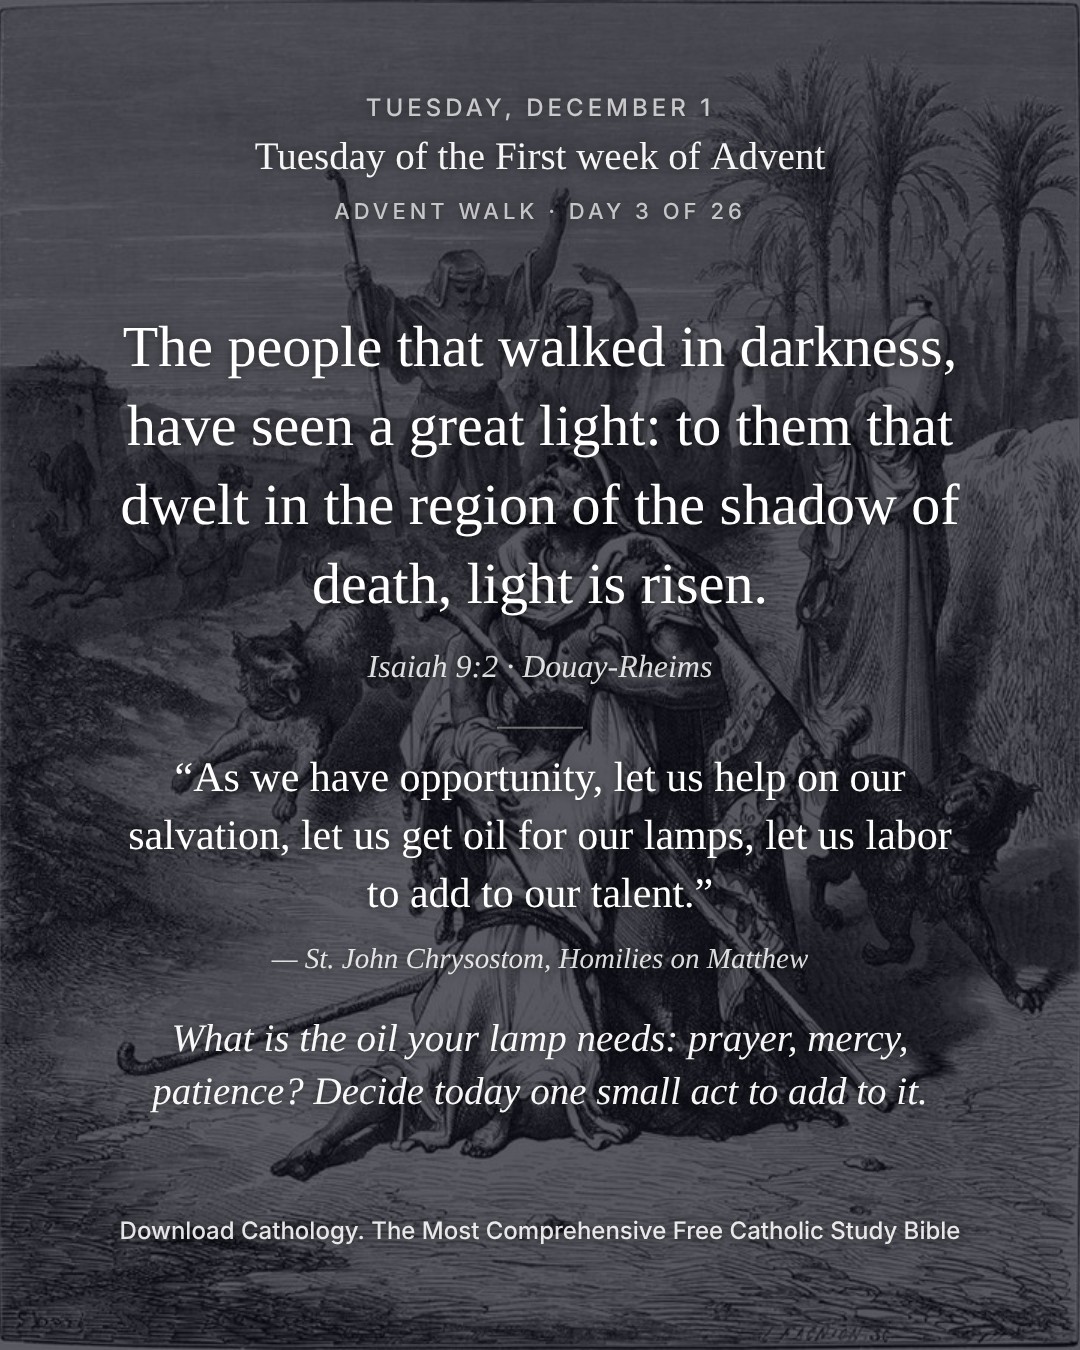 TUESDAY, DECEMBER 1
Tuesday of the First week of Advent
ADVENT WALK · DAY 3 OF 26
The people that walked in darkness,
have seen a great light: to them that
dwelt in the region of the shadow of
death, light is risen.
Isaiah 9:2 · Douay-Rheims
“As we have opportunity, let us help on our
salvation, let us get oil for our lamps, let us labor
to add to our talent.”
— St. John Chrysostom, Homilies on Matthew
What is the oil your lamp needs: prayer, mercy,
patience? Decide today one small act to add to it.
Download Cathology. The Most Comprehensive Free Catholic Study Bible